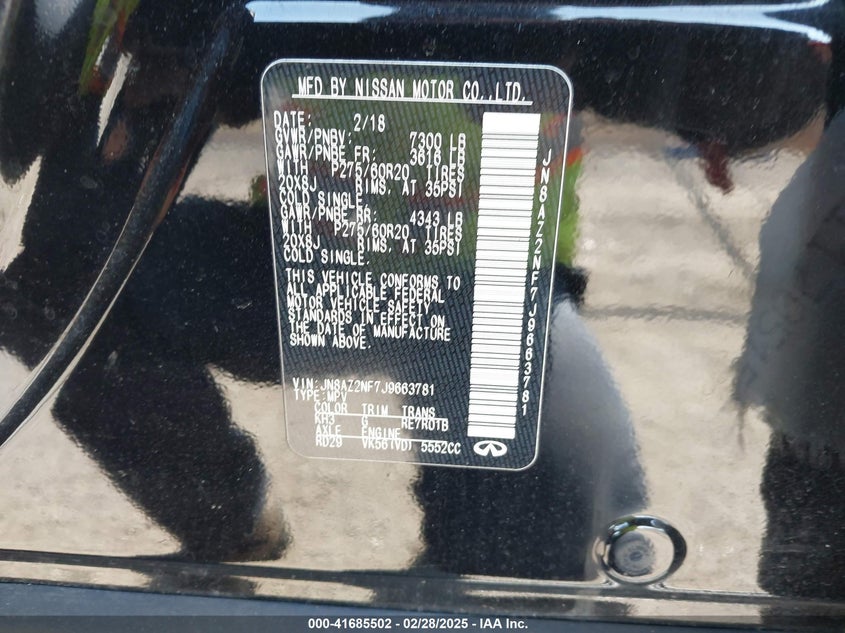 MFD BY NISSAN MOTOR CO.,LTD.
DATE: 2/18
GVWR/PNBV: 7300 LB
GAWR/PNBE FR: 3616 LB
WITH P275/60R20 TIRES
20X8J RIMS, AT 35PSI
COLD SINGLE.
GAWR/PNBE RR: 4343 LB
WITH P275/60R20 TIRES
20X8J RIMS, AT 35PSI
COLD SINGLE.
THIS VEHICLE CONFORMS TO
ALL APPLICABLE FEDERAL
MOTOR VEHICLE SAFETY
STANDARDS IN EFFECT ON
THE DATE OF MANUFACTURE
SHOWN ABOVE.
VIN:JN8AZ2NF7J9663781
TYPE:MPV
COLOR TRIM TRANS
KH3 G RE7R01B
AXLE ENGINE
RD29 VK56(VD) 5552CC
JN8AZ2NF7J9663781
000-41685502 / 02/28/2025 - IAA Inc.